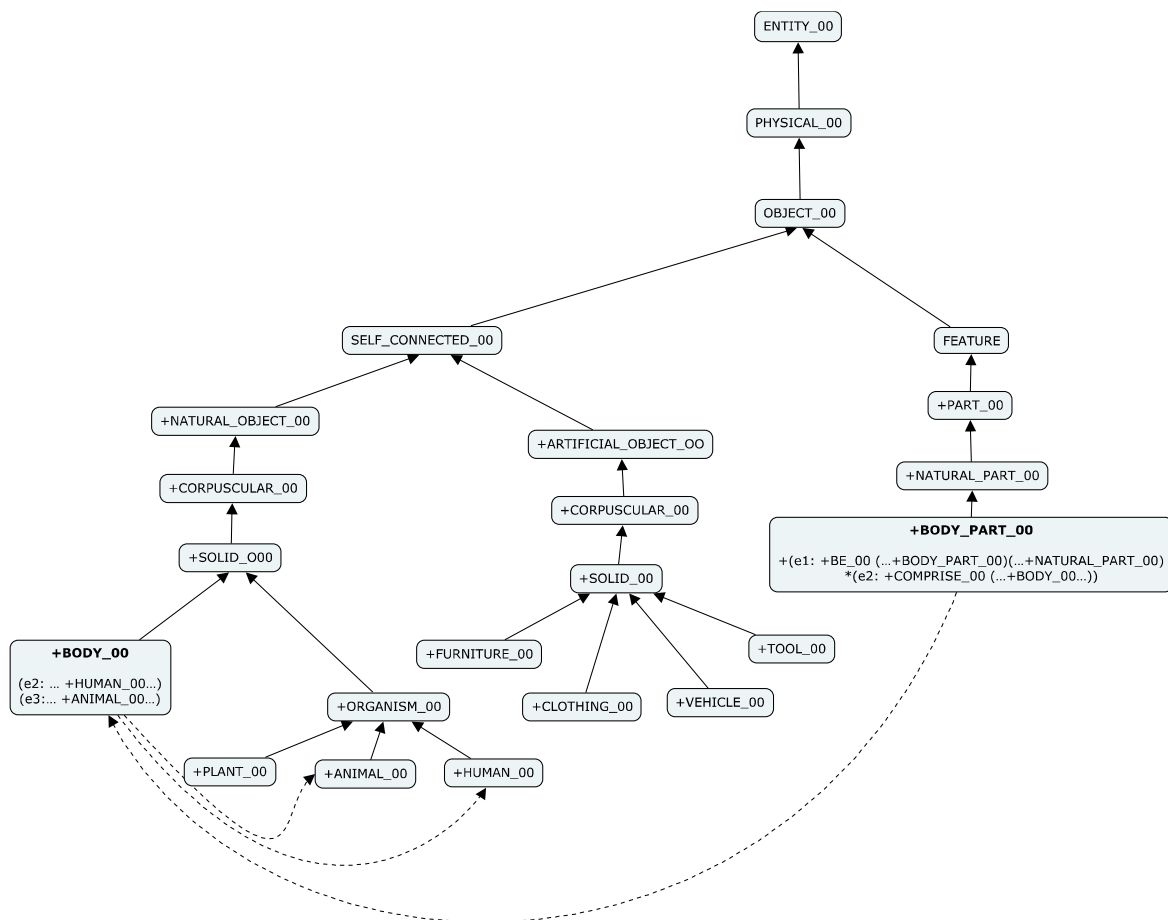 ENTITY_00
PHYSICAL_00
OBJECT_00
SELF_CONNECTED_00
FEATURE
+NATURAL_OBJECT_00
+PART_00
+ARTIFICIAL_OBJECT_OO
+CORPUSCULAR_00
+NATURAL_PART_00
+CORPUSCULAR_00
+BODY_PART_00
+(e1: +BE_00 (...+BODY_PART_00)(...+NATURAL_PART_00)
*(e2: +COMPRISE_00 (...+BODY_00...))
+SOLID_O00
+SOLID_00
+FURNITURE_00
+TOOL_00
+BODY_00
(e2: ... +HUMAN_00...)
(e3:... +ANIMAL_00...)
+ORGANISM_00
+CLOTHING_00
+VEHICLE_00
+PLANT_00
+ANIMAL_00
+HUMAN_00